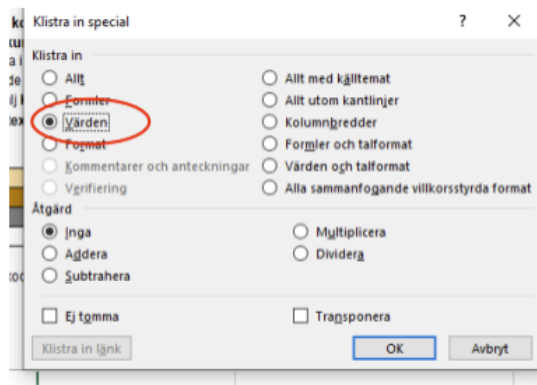 Klistra in special ? ×
Klistra in
Allt
Formler
Värden
Format
Kommentarer och anteckningar
Verifiering
Allt med källtemat
Allt utom kantlinjer
Kolumnbredder
Formler och talformat
Värden och talformat
Alla sammanfogande villkorsstyrda format
Åtgärd
Inga
Addera
Subtrahera
Multiplicera
Dividera
Ej tomma
Transponera
Klistra in länk
OK
Avbryt